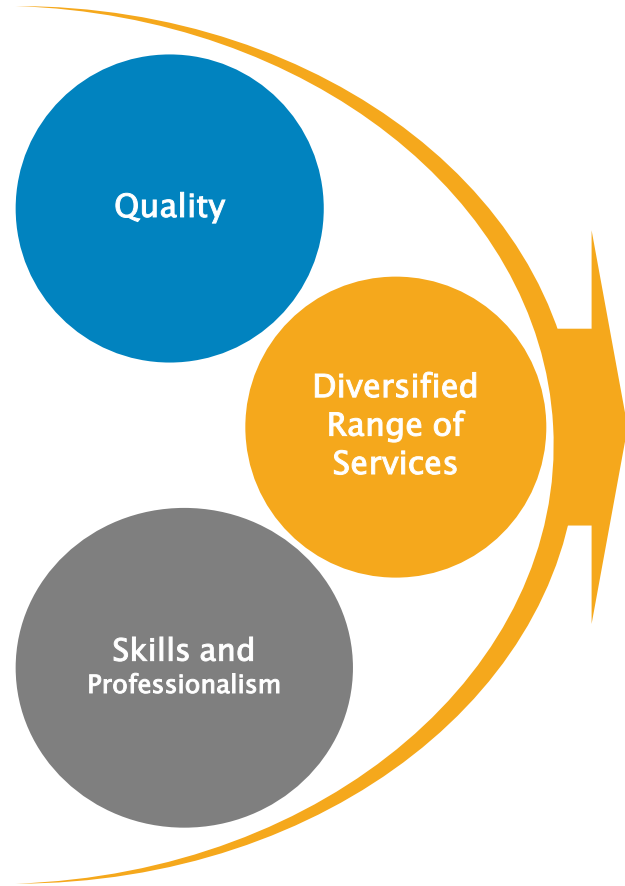 Quality
Diversified
Range of
Services
Skills and
Professionalism